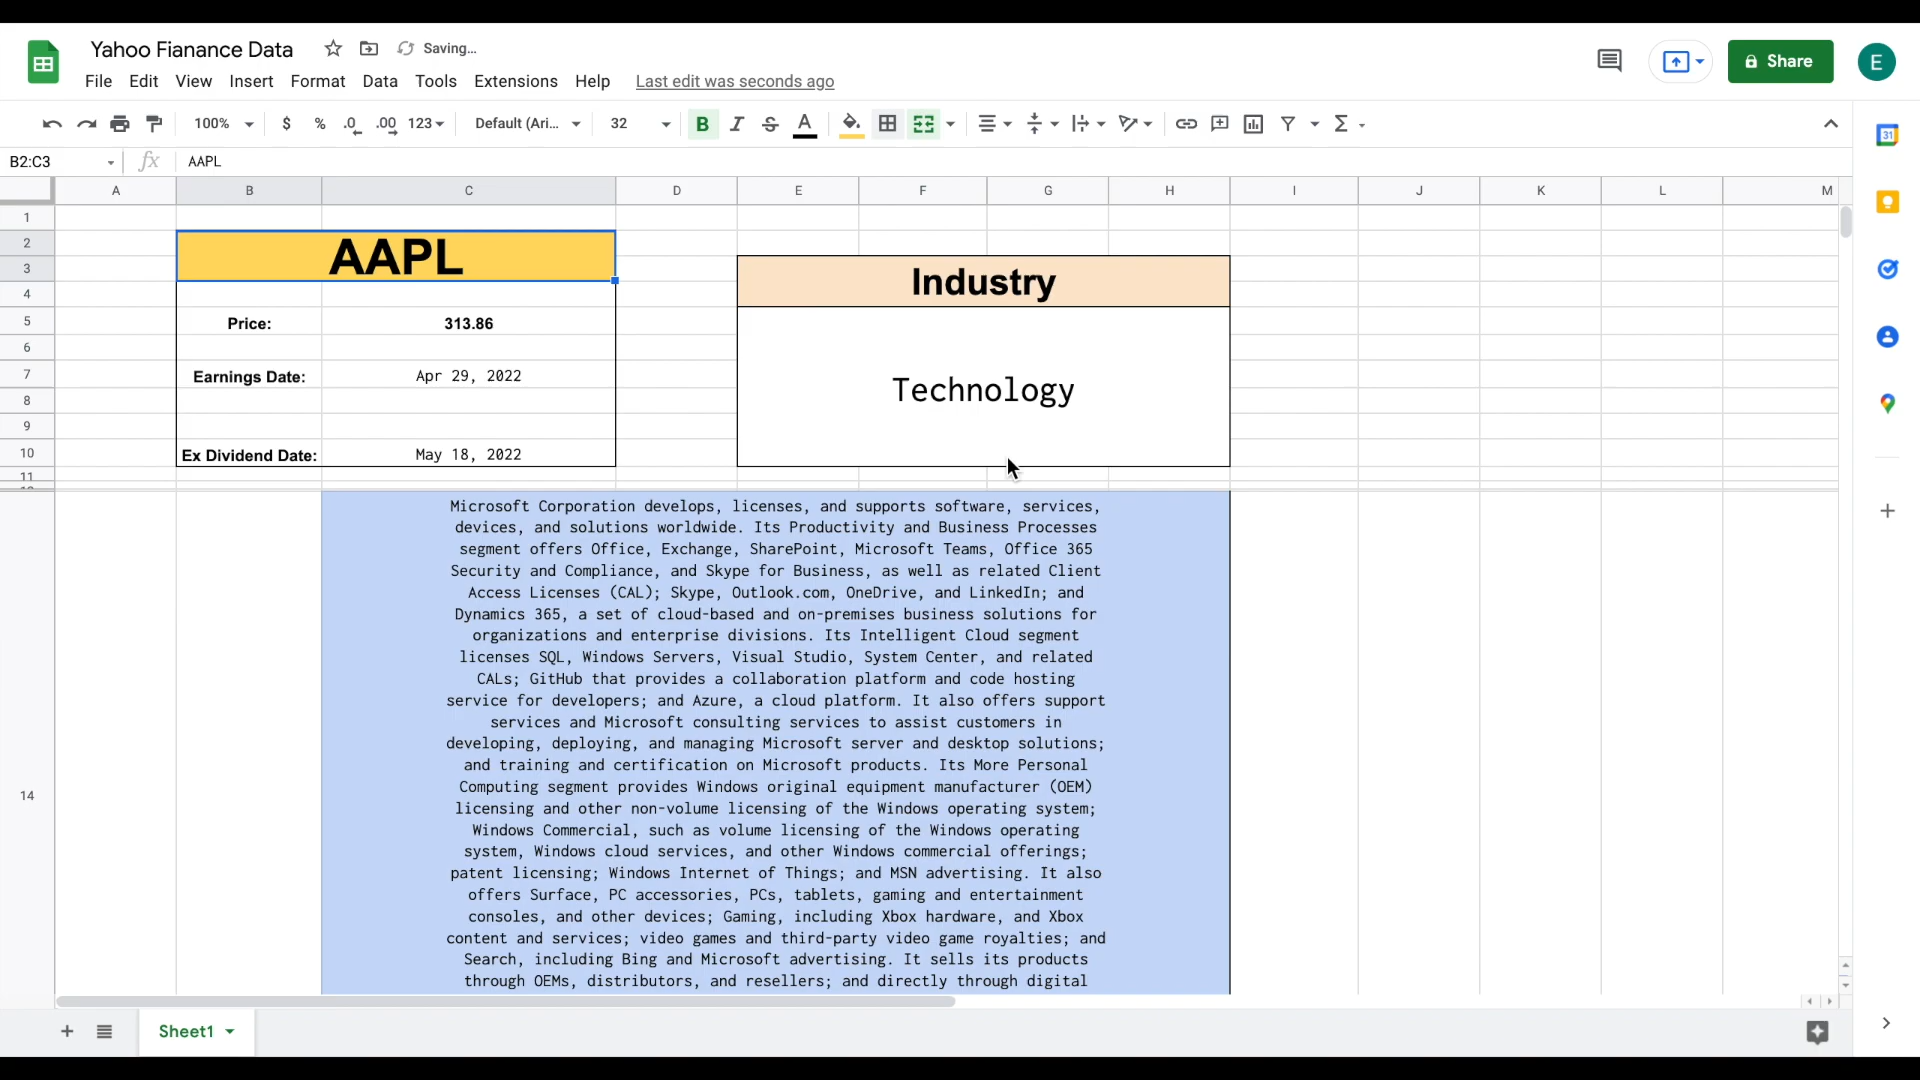 Yahoo Fianance Data Saving...
File Edit View Insert Format Data Tools Extensions Help Last edit was seconds ago
Share
E
100% $ % .0 .00 123 Default (Ari... 32 B I S A
B2:C3 fx AAPL
31
A B C D E F G H I J K L M
1
2
3
4
5
6
7
8
9
10
11
14
AAPL
Price: 313.86
Earnings Date: Apr 29, 2022
Ex Dividend Date: May 18, 2022
Industry
Technology
Microsoft Corporation develops, licenses, and supports software, services,
devices, and solutions worldwide. Its Productivity and Business Processes
segment offers Office, Exchange, SharePoint, Microsoft Teams, Office 365
Security and Compliance, and Skype for Business, as well as related Client
Access Licenses (CAL); Skype, Outlook.com, OneDrive, and LinkedIn; and
Dynamics 365, a set of cloud-based and on-premises business solutions for
organizations and enterprise divisions. Its Intelligent Cloud segment
licenses SQL, Windows Servers, Visual Studio, System Center, and related
CALs; GitHub that provides a collaboration platform and code hosting
service for developers; and Azure, a cloud platform. It also offers support
services and Microsoft consulting services to assist customers in
developing, deploying, and managing Microsoft server and desktop solutions;
and training and certification on Microsoft products. Its More Personal
Computing segment provides Windows original equipment manufacturer (OEM)
licensing and other non-volume licensing of the Windows operating system;
Windows Commercial, such as volume licensing of the Windows operating
system, Windows cloud services, and other Windows commercial offerings;
patent licensing; Windows Internet of Things; and MSN advertising. It also
offers Surface, PC accessories, PCs, tablets, gaming and entertainment
consoles, and other devices; Gaming, including Xbox hardware, and Xbox
content and services; video games and third-party video game royalties; and
Search, including Bing and Microsoft advertising. It sells its products
through OEMs, distributors, and resellers; and directly through digital
Sheet1